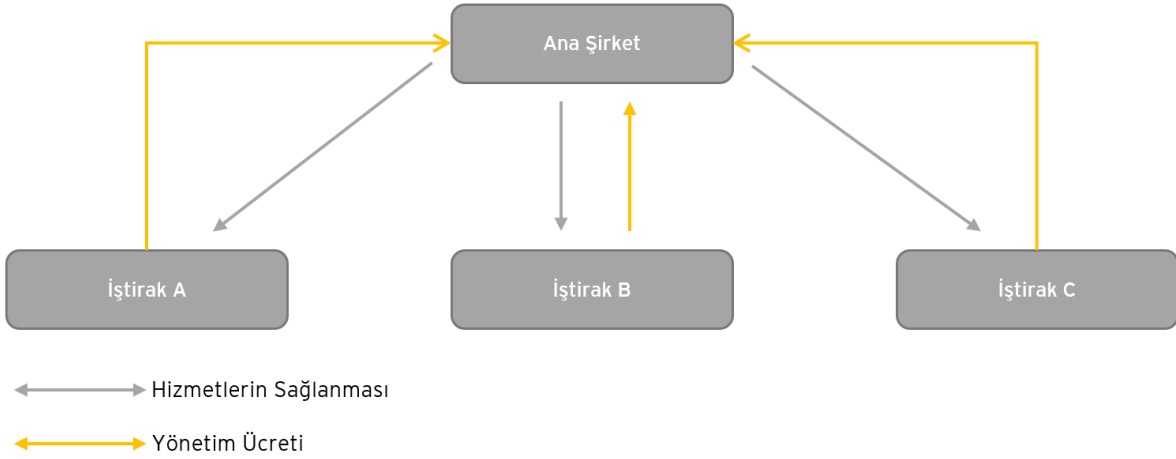 Ana Şirket
İştirak A
İştirak B
İştirak C
Hizmetlerin Sağlanması
Yönetim Ücreti